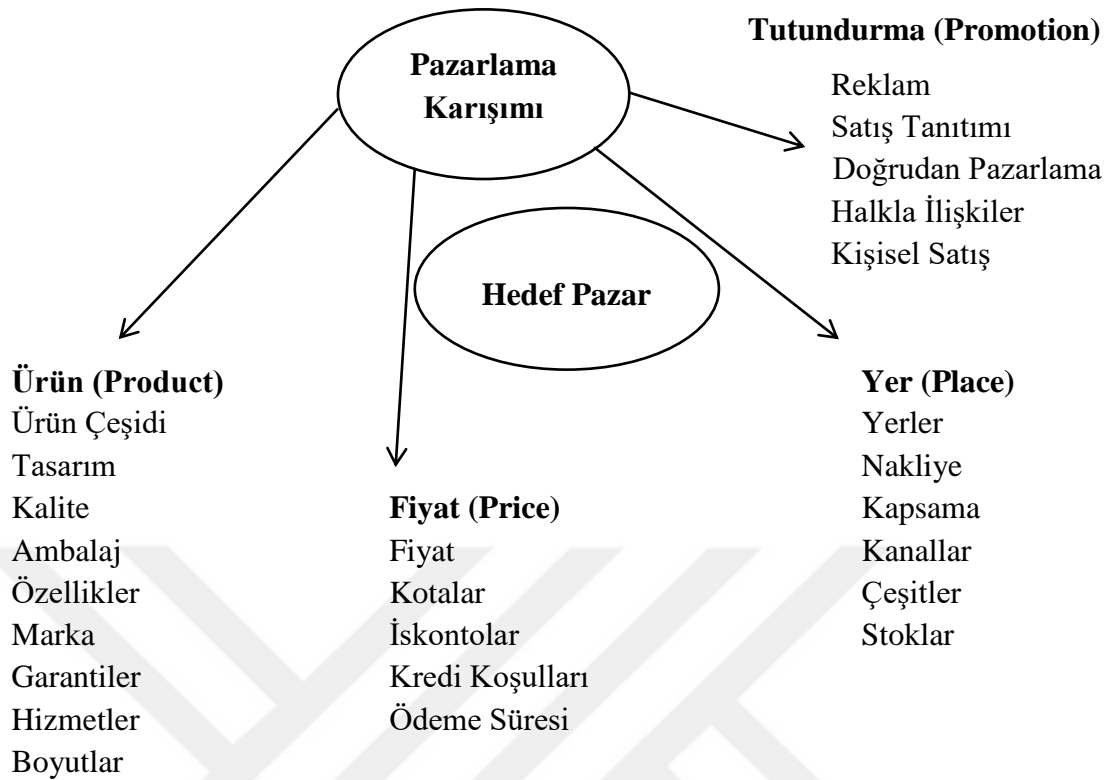 Pazarlama
Karışımı
Tutundurma (Promotion)
Reklam
Satış Tanıtımı
Doğrudan Pazarlama
Halkla İlişkiler
Kişisel Satış
Hedef Pazar
Ürün (Product)
Ürün Çeşidi
Tasarım
Kalite
Ambalaj
Özellikler
Marka
Garantiler
Hizmetler
Boyutlar
Fiyat (Price)
Fiyat
Kotalar
İskontolar
Kredi Koşulları
Ödeme Süresi
Yer (Place)
Yerler
Nakliye
Kapsama
Kanallar
Çeşitler
Stoklar